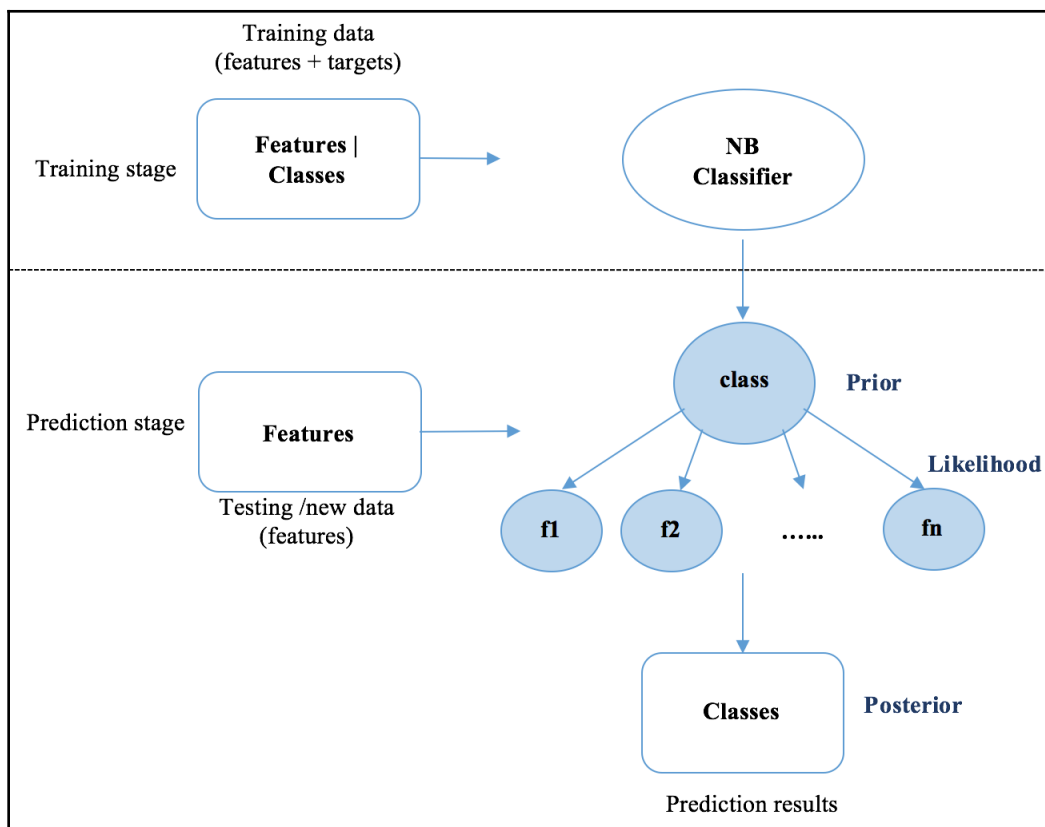 Training data
(features + targets)
Features |
Classes
Training stage
NB
Classifier
class
Prior
Prediction stage
Features
Likelihood
Testing /new data
(features)
f1
f2
…...
fn
Classes
Posterior
Prediction results